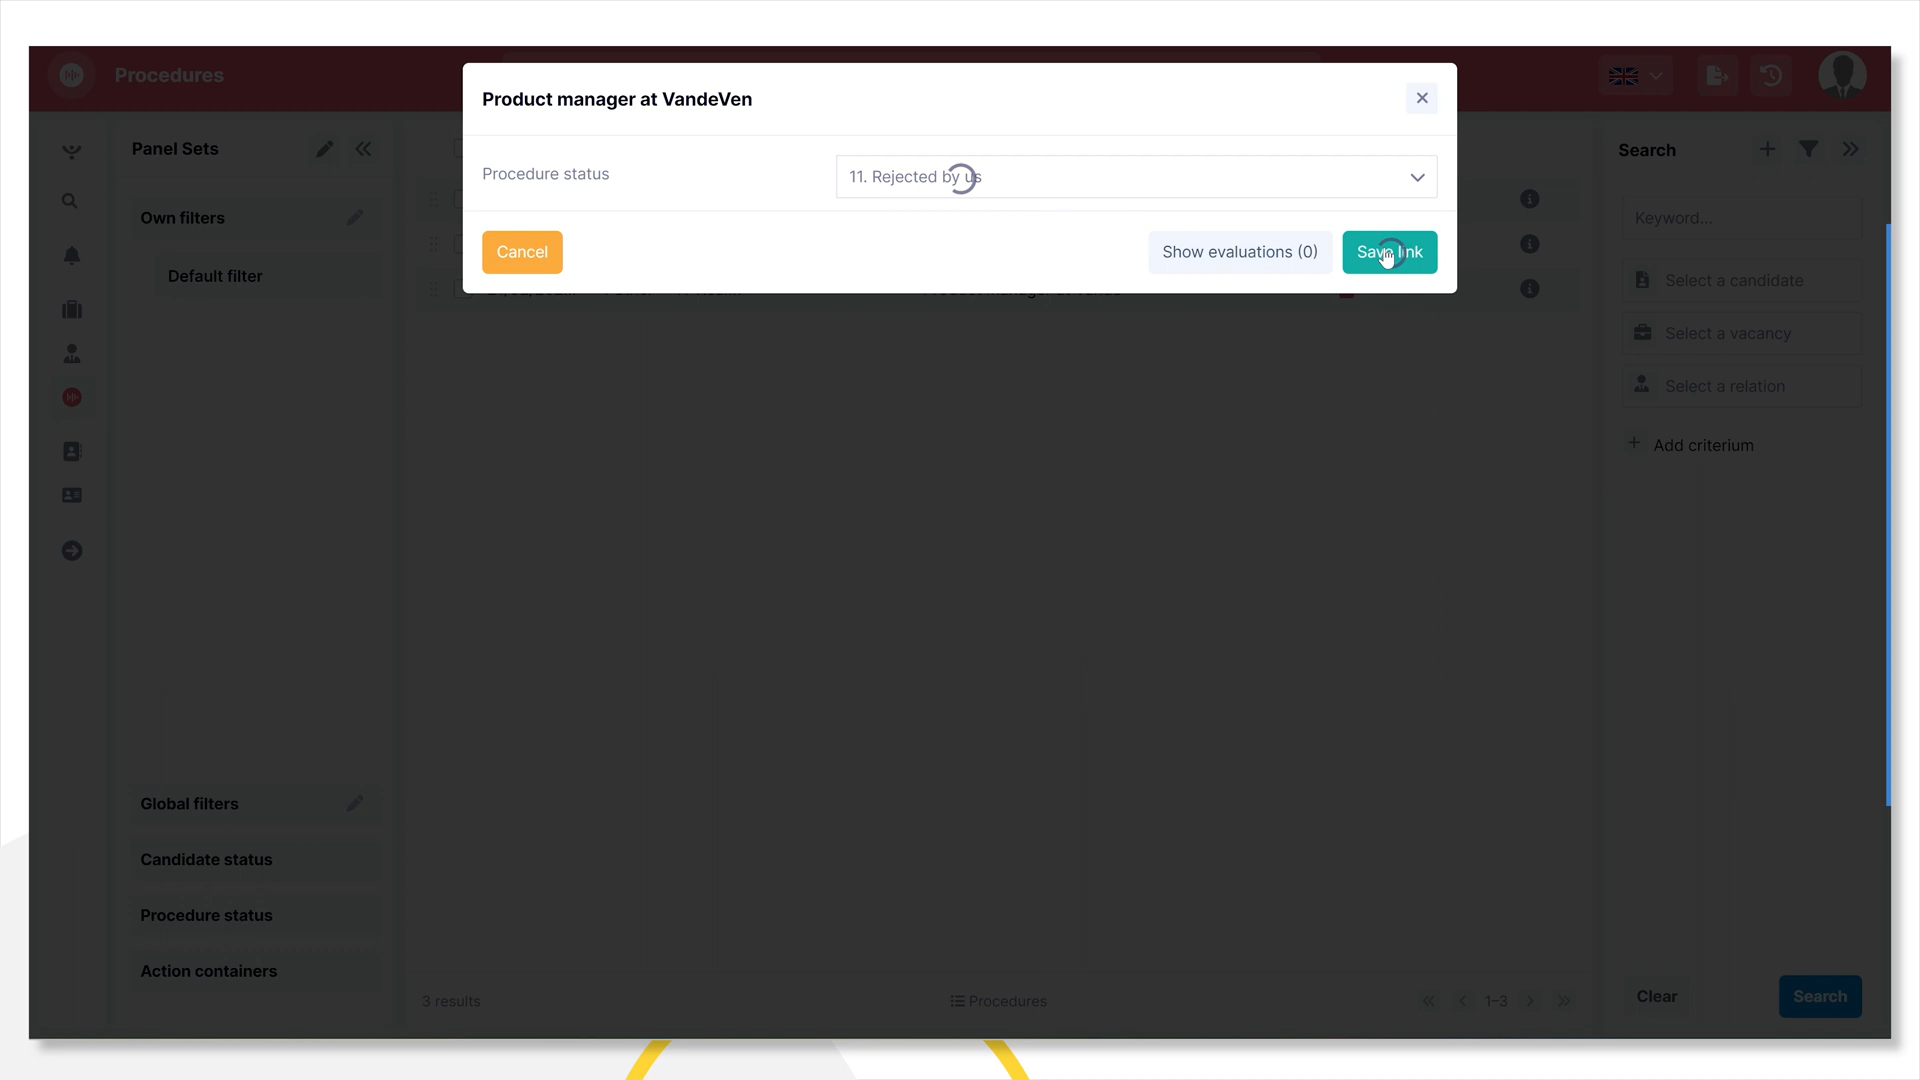 Procedures
Product manager at VandeVen
Panel Sets
Search
Procedure status
11. Rejected by us
Own filters
Keyword...
Cancel
Show evaluations (0)
Save link
Default filter
Select a candidate
Select a vacancy
Select a relation
Add criterium
Global filters
Candidate status
Procedure status
Action containers
3 results
Procedures
1–3
Clear
Search